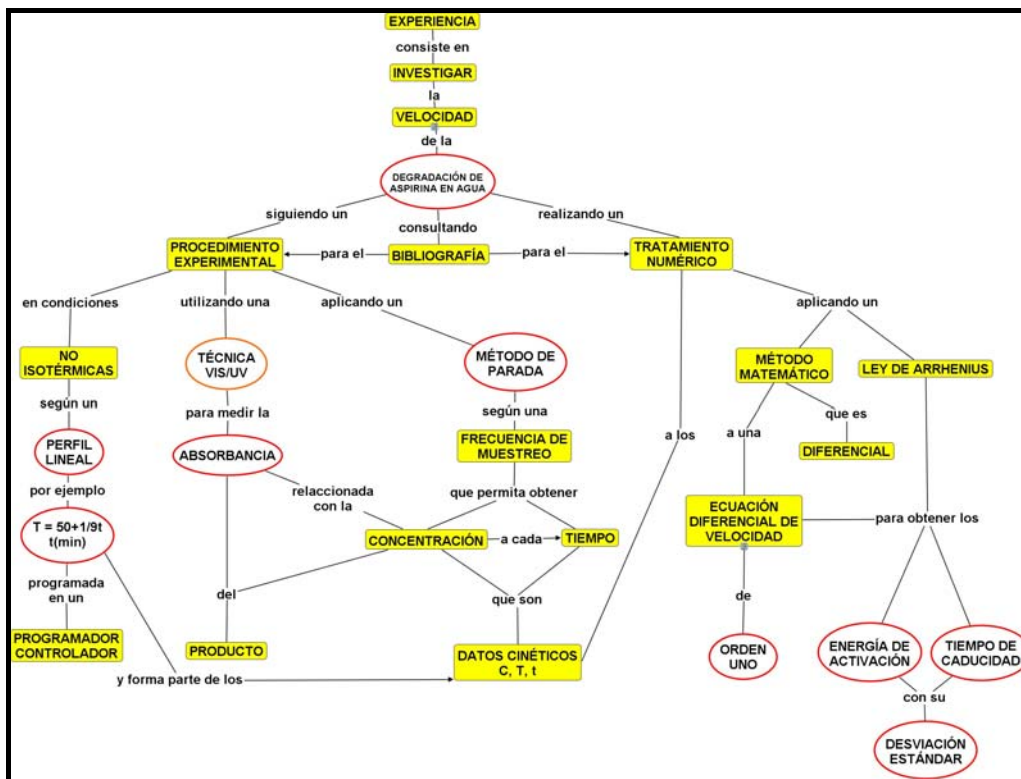 EXPERIENCIA
consiste en
INVESTIGAR
la
VELOCIDAD
de la
DEGRADACIÓN DE
ASPIRINA EN AGUA
siguiendo un
consultando
realizando un
PROCEDIMIENTO
EXPERIMENTAL
para el
BIBLIOGRAFÍA
para el
TRATAMIENTO
NUMÉRICO
en condiciones
utilizando una
aplicando un
aplicando un
NO
ISOTÉRMICAS
TÉCNICA
VIS/UV
MÉTODO DE
PARADA
MÉTODO
MATEMÁTICO
LEY DE ARRHENIUS
según un
para medir la
según una
que es
PERFIL
LINEAL
ABSORBANCIA
FRECUENCIA DE
MUESTREO
a los
a una
DIFERENCIAL
por ejemplo
relaccionada
con la
que permita obtener
T = 50+1/9t
t(min)
CONCENTRACIÓN
a cada
TIEMPO
ECUACIÓN
DIFERENCIAL DE
VELOCIDAD
para obtener los
programada
en un
del
que son
de
PROGRAMADOR
CONTROLADOR
PRODUCTO
DATOS CINÉTICOS
C, T, t
ORDEN
UNO
ENERGÍA DE
ACTIVACIÓN
TIEMPO DE
CADUCIDAD
y forma parte de los
con su
DESVIACIÓN
ESTÁNDAR